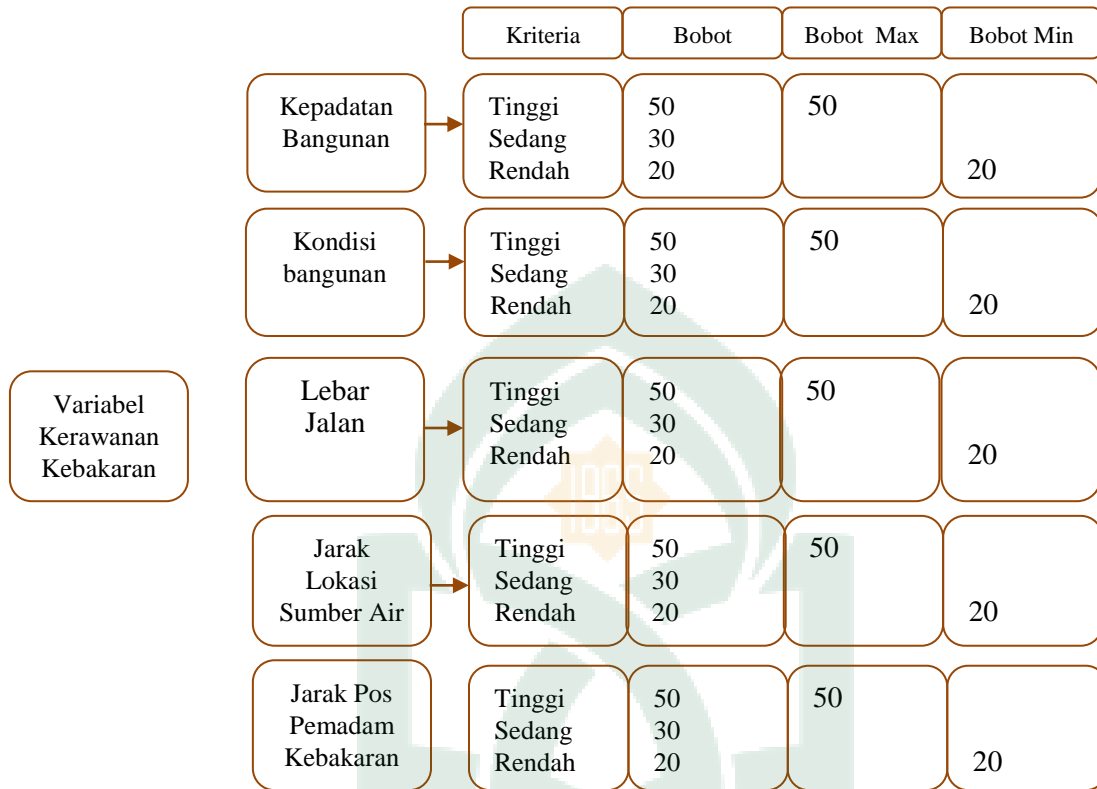 Kriteria Bobot Bobot Max Bobot Min
Kepadatan
Bangunan
Tinggi 50 50
Sedang 30
Rendah 20 20
Kondisi
bangunan
Tinggi 50 50
Sedang 30
Rendah 20 20
Variabel
Kerawanan
Kebakaran
Lebar
Jalan
Tinggi 50 50
Sedang 30
Rendah 20 20
Jarak
Lokasi
Sumber Air
Tinggi 50 50
Sedang 30
Rendah 20 20
Jarak Pos
Pemadam
Kebakaran
Tinggi 50 50
Sedang 30
Rendah 20 20